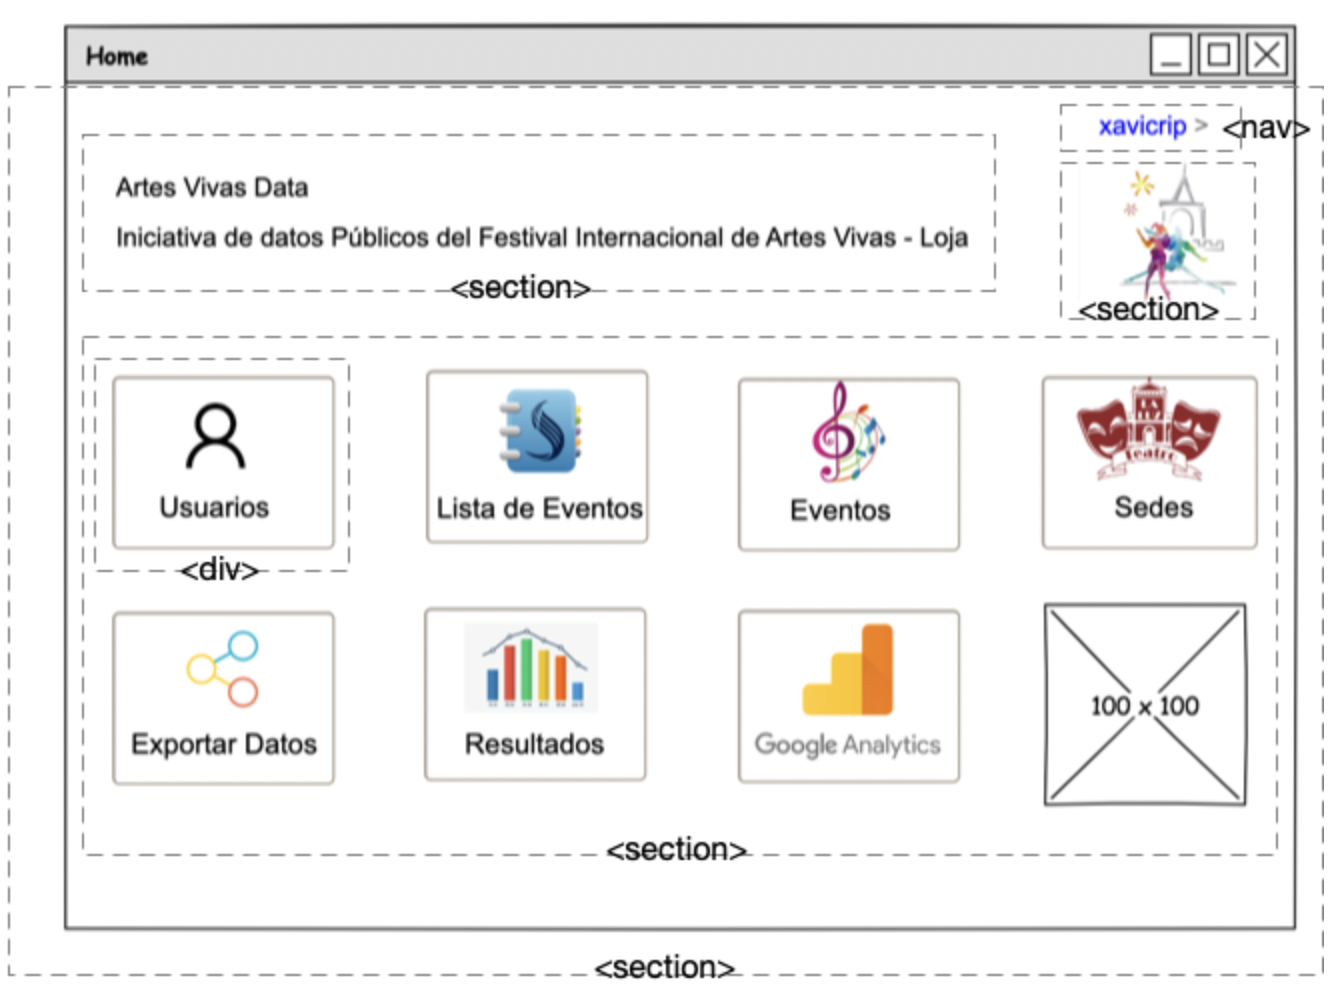 Home
xavicrip > <nav>
Artes Vivas Data
Iniciativa de datos Públicos del Festival Internacional de Artes Vivas - Loja
<section>
<section>
Usuarios
Lista de Eventos
Eventos
Teatro
Sedes
<div>
Exportar Datos
Resultados
Google Analytics
100 x 100
<section>
<section>